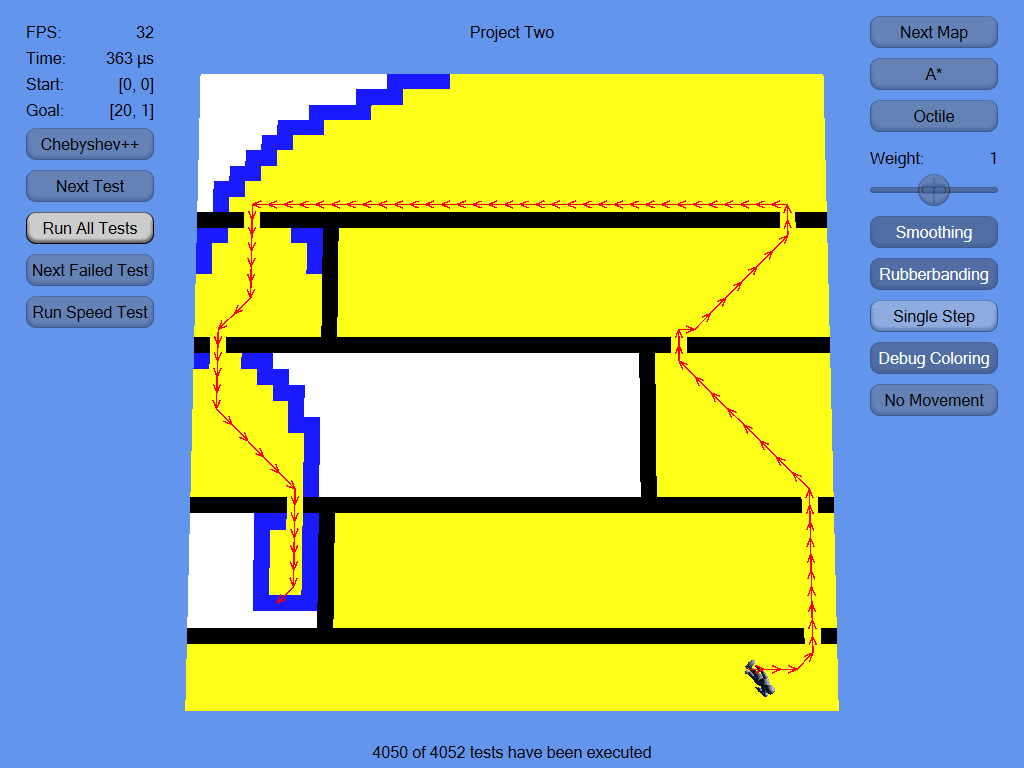 FPS: 32
Time: 363 µs
Start: [0, 0]
Goal: [20, 1]
Chebyshev++
Next Test
Run All Tests
Next Failed Test
Run Speed Test
Project Two
Next Map
A*
Octile
Weight: 1
Smoothing
Rubberbanding
Single Step
Debug Coloring
No Movement
4050 of 4052 tests have been executed